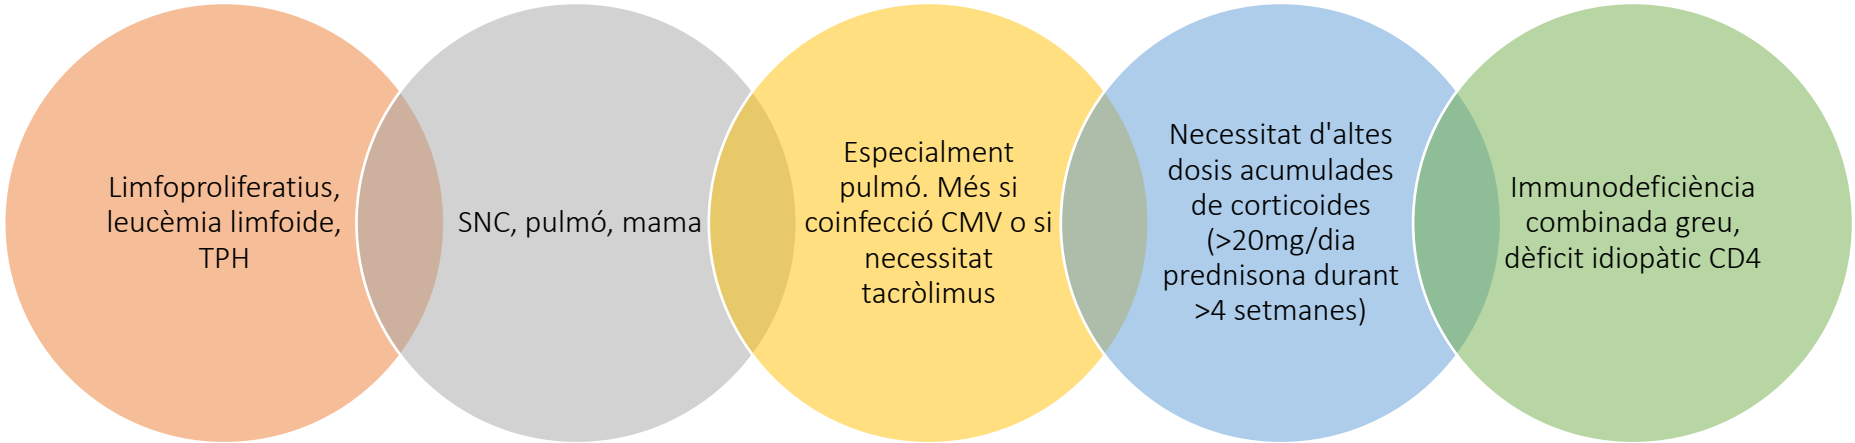 Limfoproliferatius,
leucèmia limfoide,
TPH
SNC, pulmó, mama
Especialment
pulmó. Més si
coinfecció CMV o si
necessitat
tacròlimus
Necessitat d'altes
dosis acumulades
de corticoides
(>20mg/dia
prednisona durant
>4 setmanes)
Immunodeficiència
combinada greu,
dèficit idiopàtic CD4